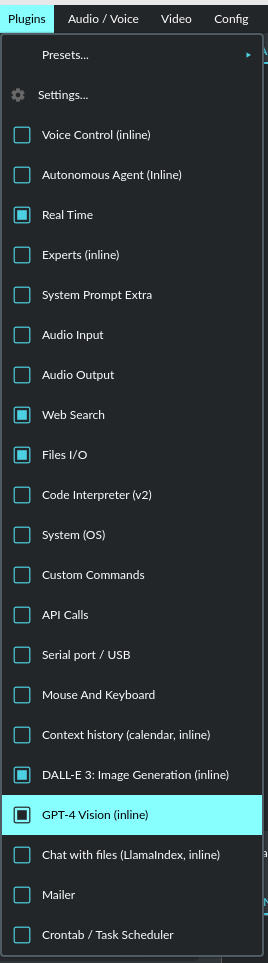 Plugins Audio / Voice Video Config
Presets...
Settings...
Voice Control (inline)
Autonomous Agent (Inline)
Real Time
Experts (inline)
System Prompt Extra
Audio Input
Audio Output
Web Search
Files I/O
Code Interpreter (v2)
System (OS)
Custom Commands
API Calls
Serial port / USB
Mouse And Keyboard
Context history (calendar, inline)
DALL-E 3: Image Generation (inline)
GPT-4 Vision (inline)
Chat with files (LlamaIndex, inline)
Mailer
Crontab / Task Scheduler